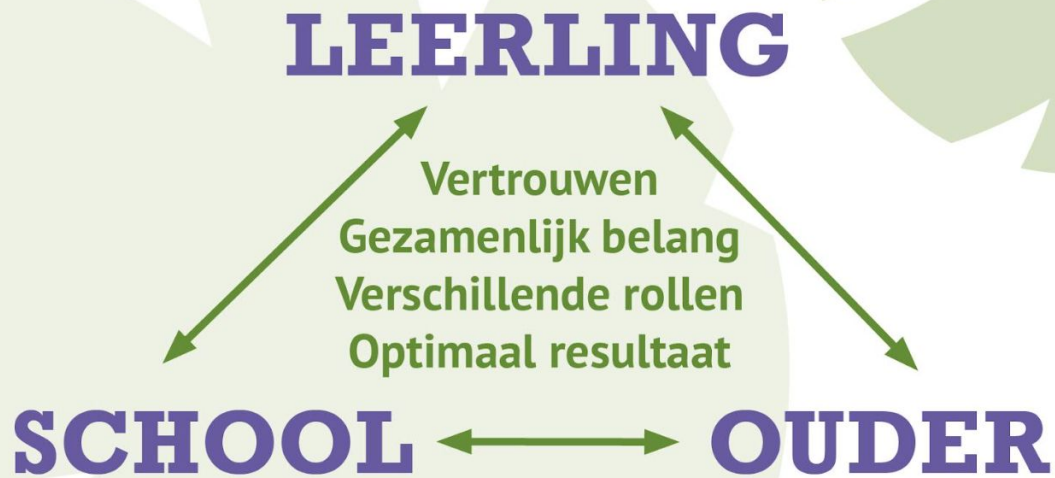 LEERLING
Vertrouwen
Gezamenlijk belang
Verschillende rollen
Optimaal resultaat
SCHOOL
OUDER